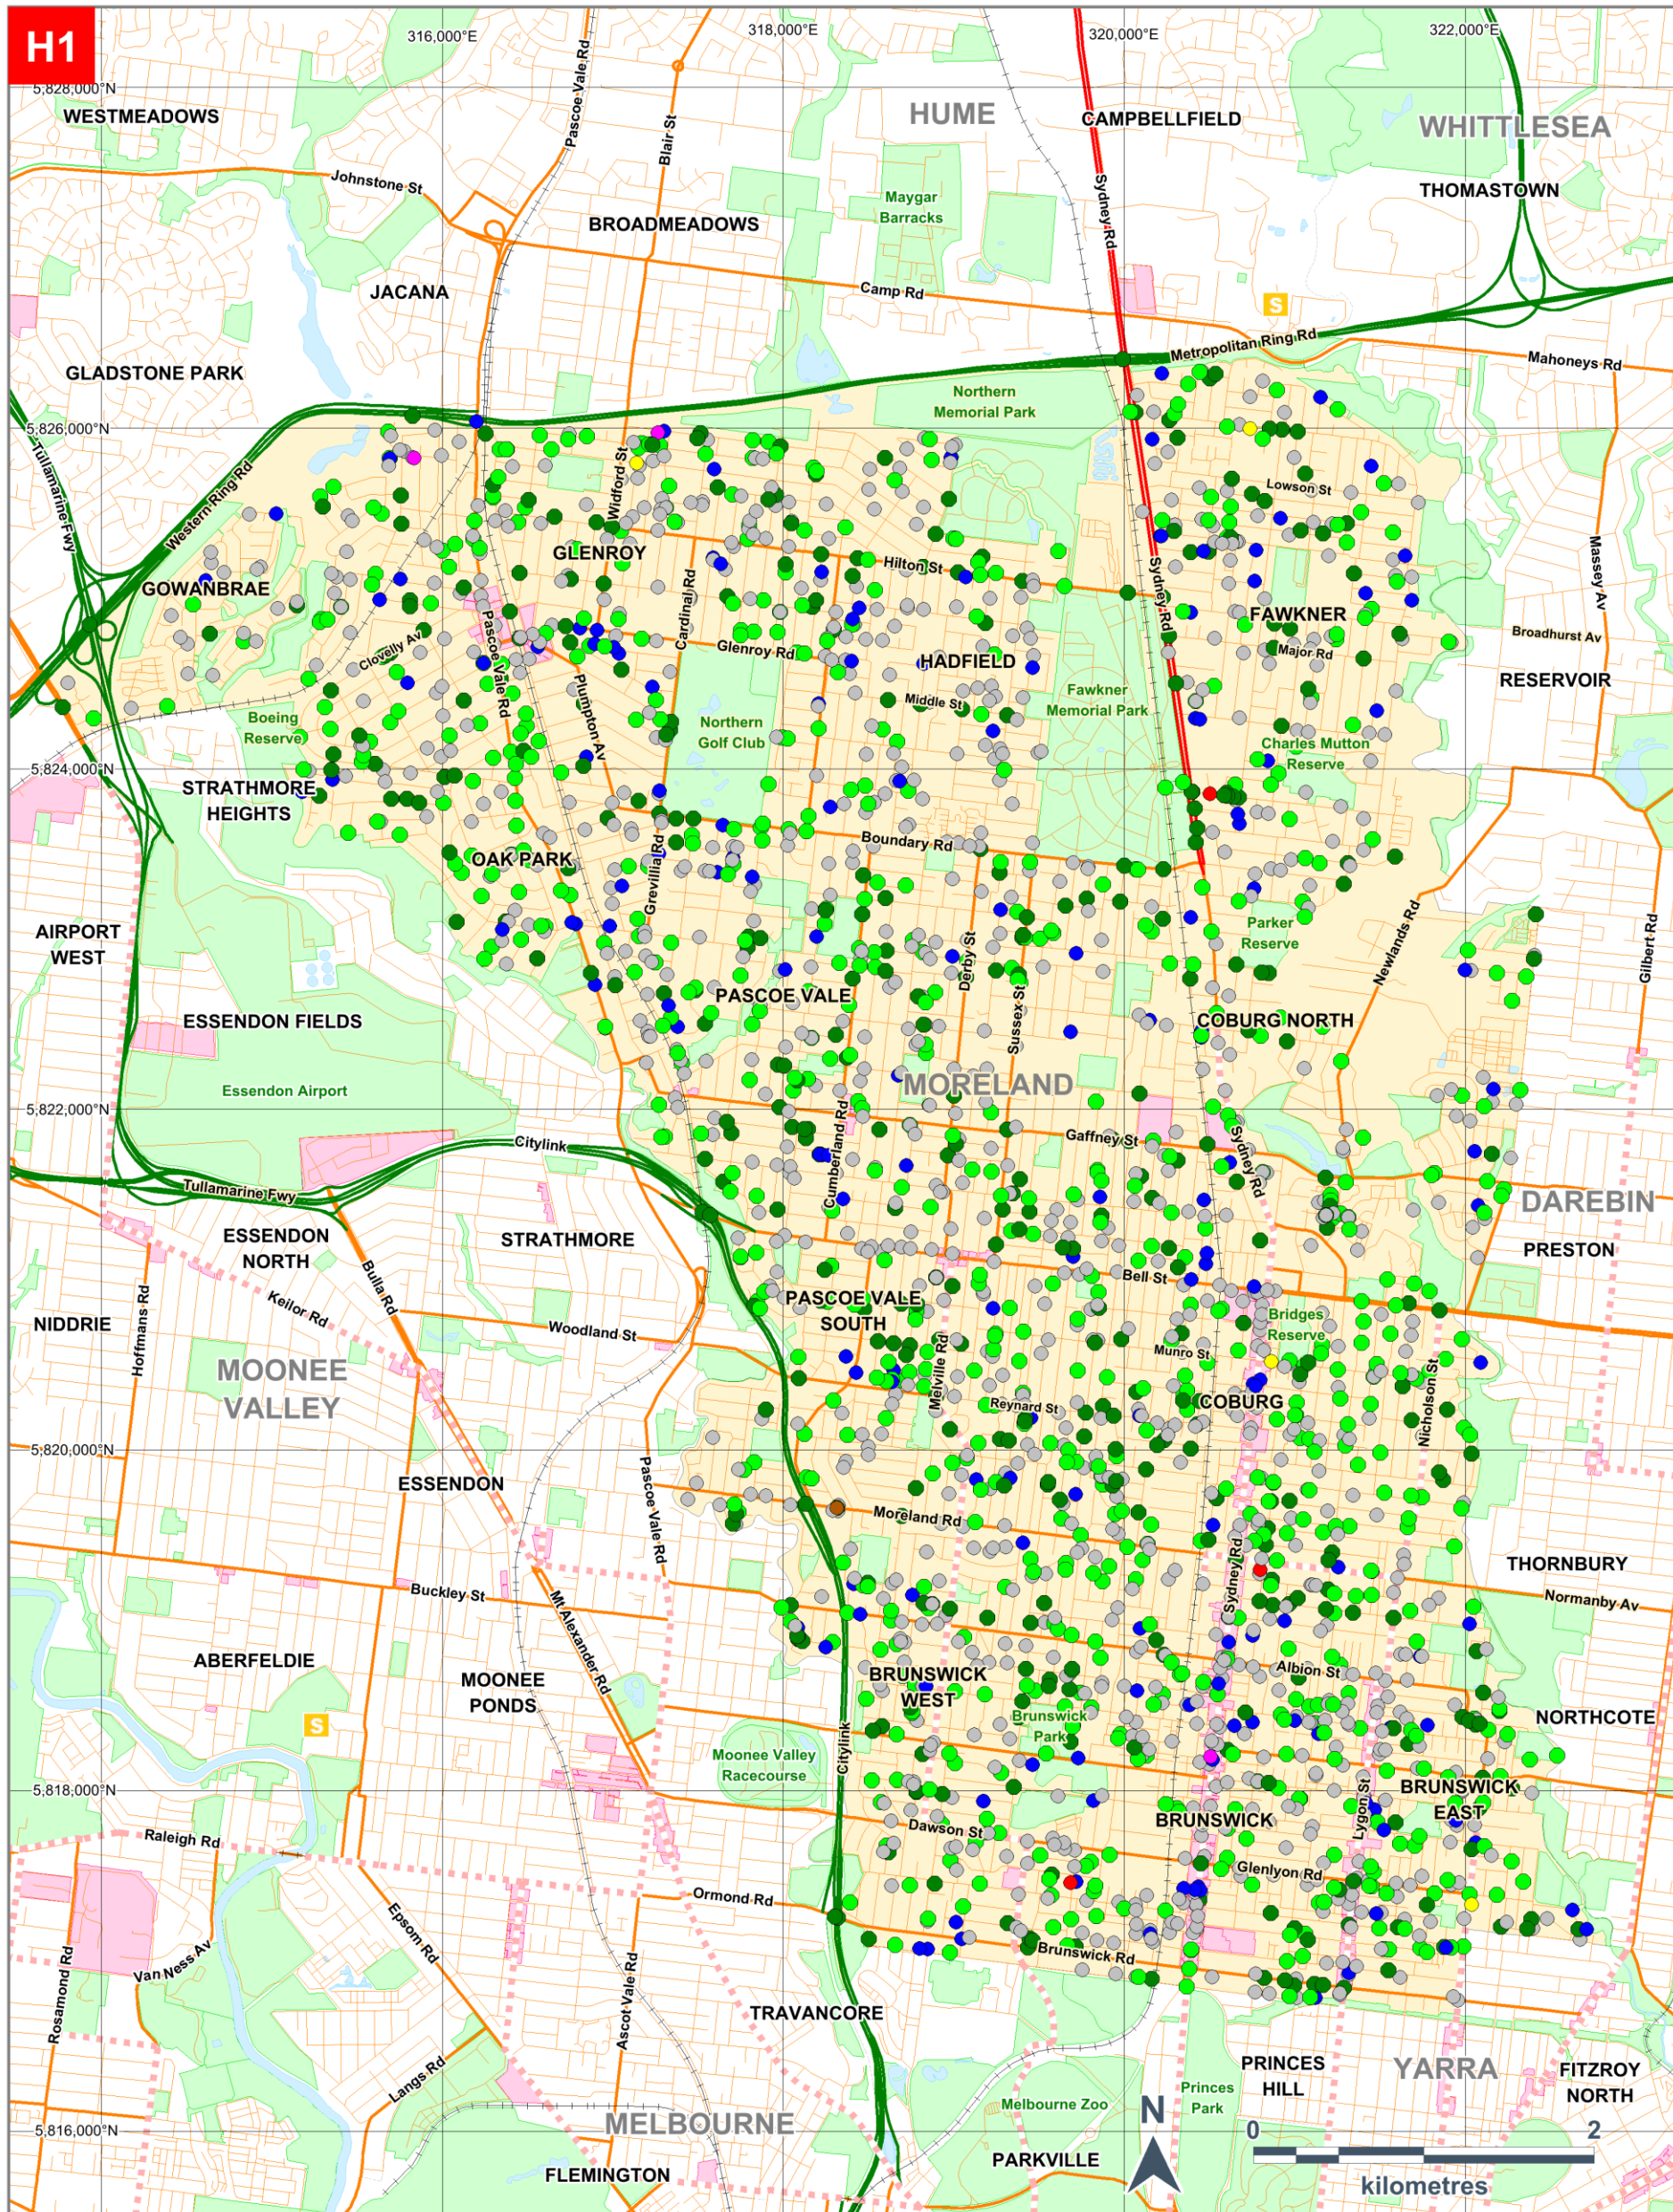 H1
316,000°E
318,000°E
320,000°E
322,000°E
5,828,000°N
WESTMEADOWS
Pascoe Vale Rd
Blair St
HUME
CAMPBELLFIELD
WHITTLESEA
Johnstone St
Maygar
Barracks
Sydney Rd
THOMASTOWN
BROADMEADOWS
JACANA
Camp Rd
S
Metropolitan Ring Rd
Mahoneys Rd
GLADSTONE PARK
Northern
Memorial Park
5,826,000°N
Tullamarine Fwy
Western Ring Rd
Widford St
Lowson St
GLENROY
Hilton St
Massey Av
GOWANBRAE
Cardinal Rd
Sydney Rd
FAWKNER
Broadhurst Av
Clovelly Av
Pascoe Vale Rd
Glenroy Rd
HADFIELD
Major Rd
RESERVOIR
Plumpton Av
Middle St
Fawkner
Memorial Park
Boeing
Reserve
Northern
Golf Club
Charles Mutton
Reserve
5,824,000°N
STRATHMORE
HEIGHTS
OAK PARK
Grevillia Rd
Boundary Rd
AIRPORT
WEST
Derby St
Parker
Reserve
Newlands Rd
Gilbert Rd
PASCOE VALE
Sussex St
ESSENDON FIELDS
COBURG NORTH
Essendon Airport
MORELAND
5,822,000°N
Citylink
Cumberland Rd
Gaffney St
Sydney Rd
Tullamarine Fwy
DAREBIN
ESSENDON
NORTH
STRATHMORE
PRESTON
Bulla Rd
Bell St
Hoffmans Rd
Keilor Rd
PASCOE VALE
SOUTH
Bridges
Reserve
NIDDRIE
Woodland St
Melville Rd
Munro St
MOONEE
VALLEY
Nicholson St
COBURG
Reynard St
5,820,000°N
ESSENDON
Pascoe Vale Rd
Moreland Rd
Sydney Rd
THORNBURY
Buckley St
Mt Alexander Rd
Normanby Av
ABERFELDIE
MOONEE
PONDS
BRUNSWICK
WEST
Albion St
S
Brunswick
Park
NORTHCOTE
Citylink
Moonee Valley
Racecourse
5,818,000°N
BRUNSWICK
EAST
Lygon St
BRUNSWICK
Raleigh Rd
Dawson St
Glenlyon Rd
Ormond Rd
Epsom Rd
Brunswick Rd
Van Ness Av
Rosamond Rd
Ascot Vale Rd
TRAVANCORE
Langs Rd
PRINCES
HILL
YARRA
FITZROY
NORTH
Princes
Park
Melbourne Zoo
N
MELBOURNE
5,816,000°N
0
2
PARKVILLE
FLEMINGTON
kilometres